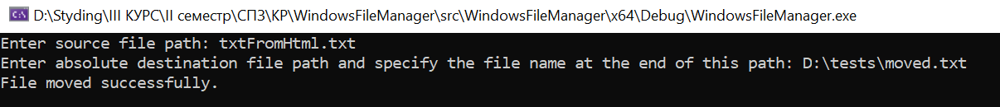 D:\Styding\III КУРС\II семестр\СПЗ\КР\WindowsFileManager\src\WindowsFileManager\x64\Debug\WindowsFileManager.exe
Enter source file path: txtFromHtml.txt
Enter absolute destination file path and specify the file name at the end of this path: D:\tests\moved.txt
File moved successfully.